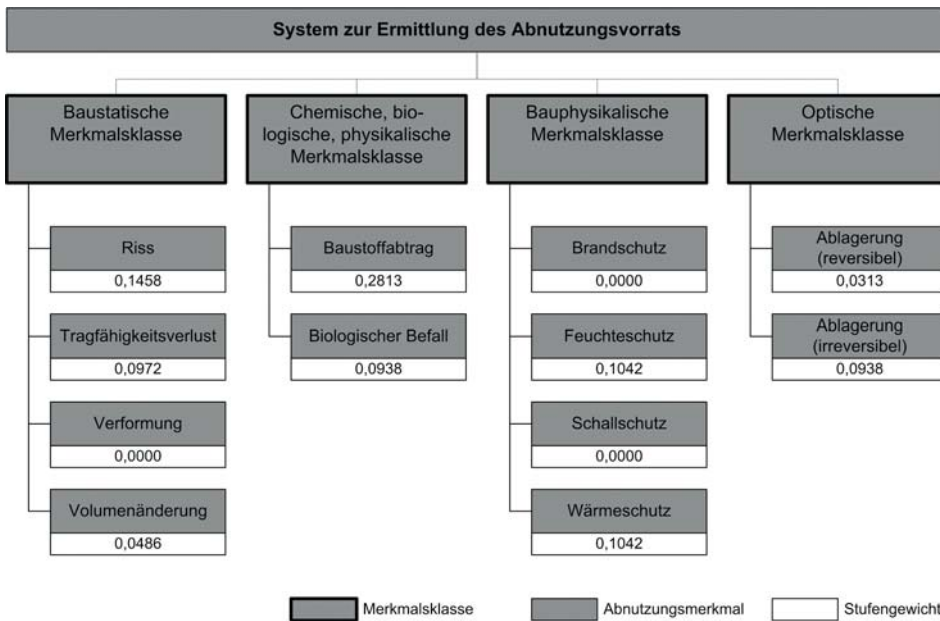 System zur Ermittlung des Abnutzungsvorrats
Baustatische
Merkmalsklasse
Riss
0,1458
Tragfähigkeitsverlust
0,0972
Verformung
0,0000
Volumenänderung
0,0486
Chemische, bio-
logische, physikalische
Merkmalsklasse
Baustoffabtrag
0,2813
Biologischer Befall
0,0938
Bauphysikalische
Merkmalsklasse
Brandschutz
0,0000
Feuchteschutz
0,1042
Schallschutz
0,0000
Wärmeschutz
0,1042
Optische
Merkmalsklasse
Ablagerung
(reversibel)
0,0313
Ablagerung
(irreversibel)
0,0938
Merkmalsklasse
Abnutzungsmerkmal
Stufengewicht